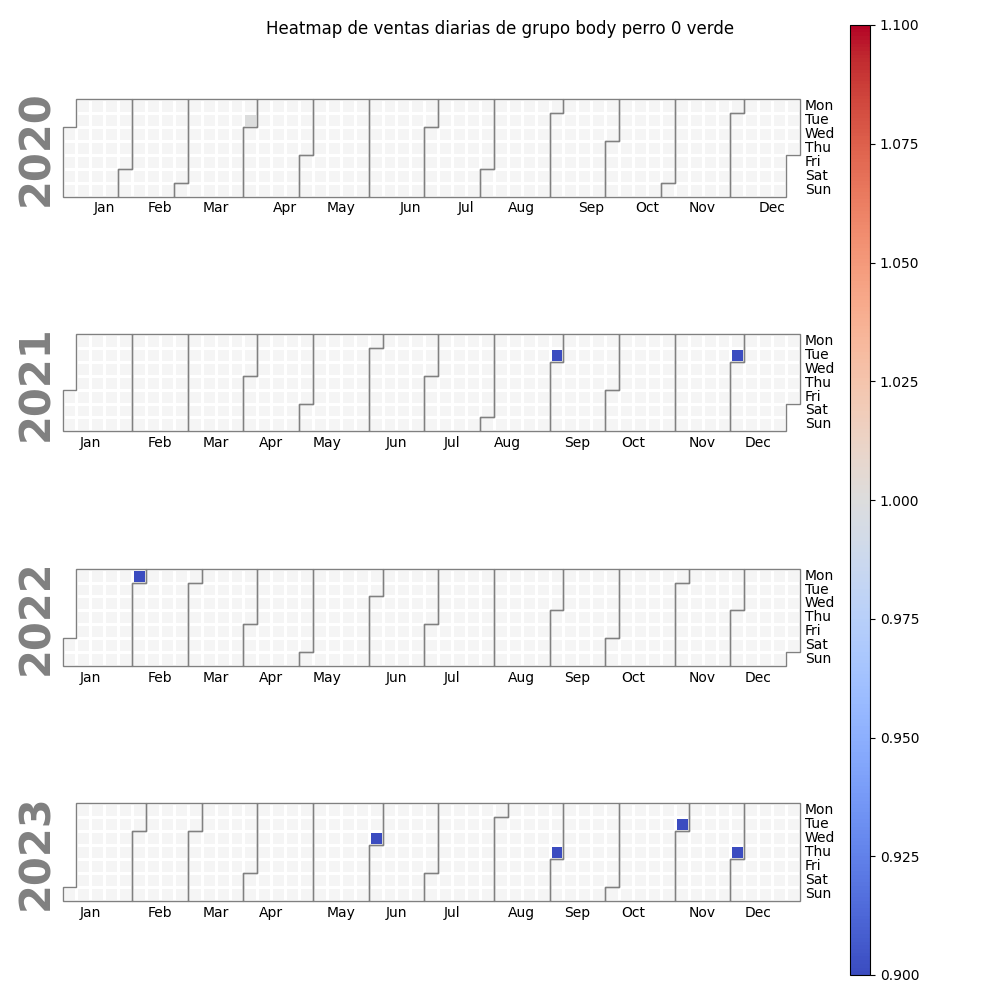 Heatmap de ventas diarias de grupo body perro 0 verde
2020
Mon
Tue
Wed
Thu
Fri
Sat
Sun
Jan Feb Mar Apr May Jun Jul Aug Sep Oct Nov Dec
2021
Mon
Tue
Wed
Thu
Fri
Sat
Sun
Jan Feb Mar Apr May Jun Jul Aug Sep Oct Nov Dec
2022
Mon
Tue
Wed
Thu
Fri
Sat
Sun
Jan Feb Mar Apr May Jun Jul Aug Sep Oct Nov Dec
2023
Mon
Tue
Wed
Thu
Fri
Sat
Sun
Jan Feb Mar Apr May Jun Jul Aug Sep Oct Nov Dec
1.100
1.075
1.050
1.025
1.000
0.975
0.950
0.925
0.900